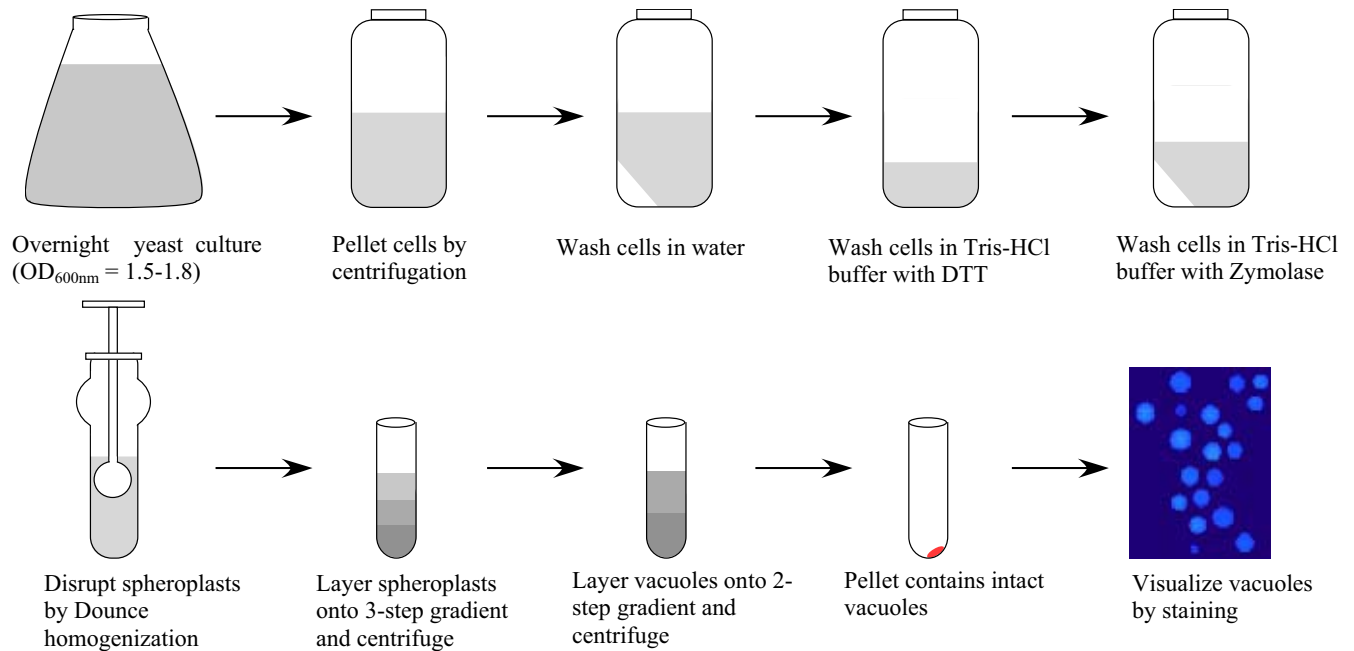 Overnight yeast culture
(OD600nm = 1.5-1.8)
Pellet cells by
centrifugation
Wash cells in water
Wash cells in Tris-HCl
buffer with DTT
Wash cells in Tris-HCl
buffer with Zymolase
Disrupt spheroplasts
by Dounce
homogenization
Layer spheroplasts
onto 3-step gradient
and centrifuge
Layer vacuoles onto 2-
step gradient and
centrifuge
Pellet contains intact
vacuoles
Visualize vacuoles
by staining